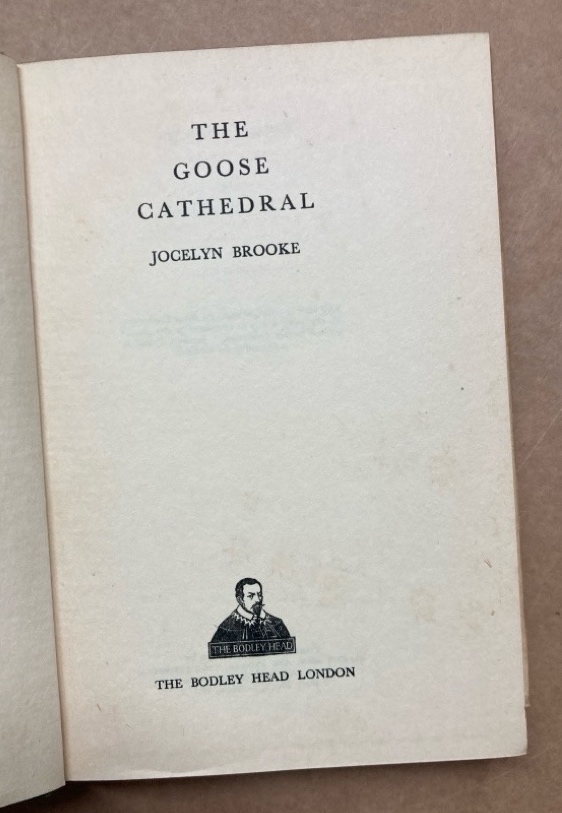 THE
GOOSE
CATHEDRAL
JOCELYN BROOKE
THE BODLEY HEAD
THE BODLEY HEAD LONDON